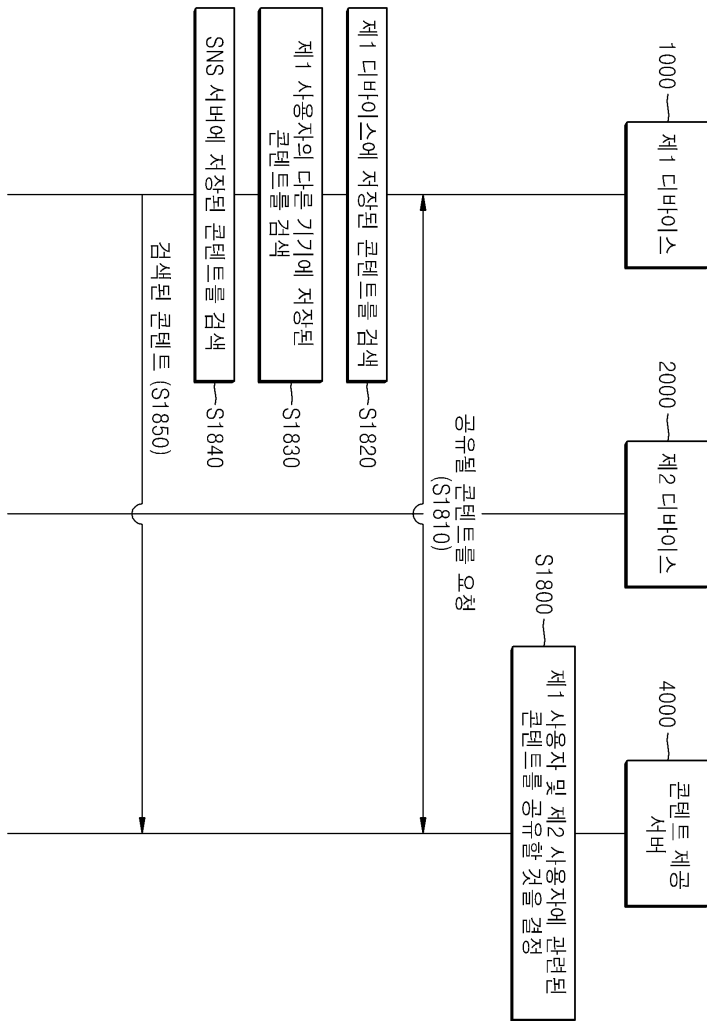 1000
제1 디바이스
2000
제2 디바이스
4000
콘텐트 제공
서버
S1800
제1 사용자 및 제2 사용자에 관련된
콘텐트를 공유할 것을 결정
공유될 콘텐트를 요청
(S1810)
제1 디바이스에 저장된 콘텐트를 검색
S1820
제1 사용자의 다른 기기에 저장된
콘텐트를 검색
S1830
SNS 서버에 저장된 콘텐트를 검색
S1840
검색된 콘텐트 (S1850)